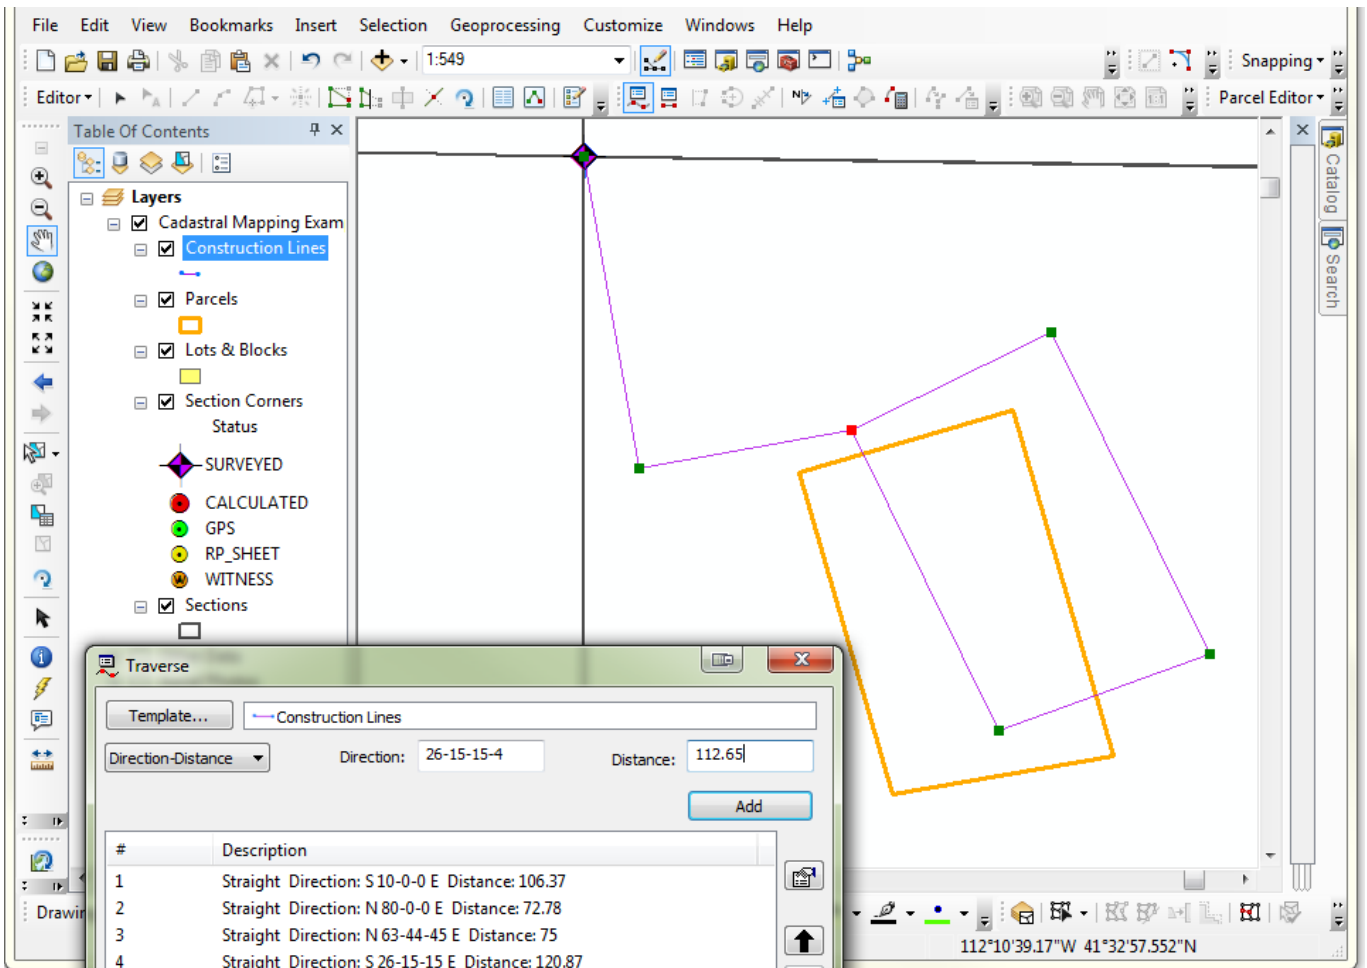 File Edit View Bookmarks Insert Selection Geoprocessing Customize Windows Help
1:549 Snapping
Editor Parcel Editor
Table Of Contents
Layers
Cadastral Mapping Exam
Construction Lines
Parcels
Lots & Blocks
Section Corners
Status
SURVEYED
CALCULATED
GPS
RP_SHEET
W WITNESS
Sections
Catalog
Search
Traverse
Template... Construction Lines
Direction-Distance Direction: 26-15-15-4 Distance: 112.65
Add
# Description
1 Straight Direction: S 10-0-0 E Distance: 106.37
2 Straight Direction: N 80-0-0 E Distance: 72.78
3 Straight Direction: N 63-44-45 E Distance: 75
4 Straight Direction: S 26-15-15 E Distance: 120.87
Drawin
112°10'39.17"W 41°32'57.552"N